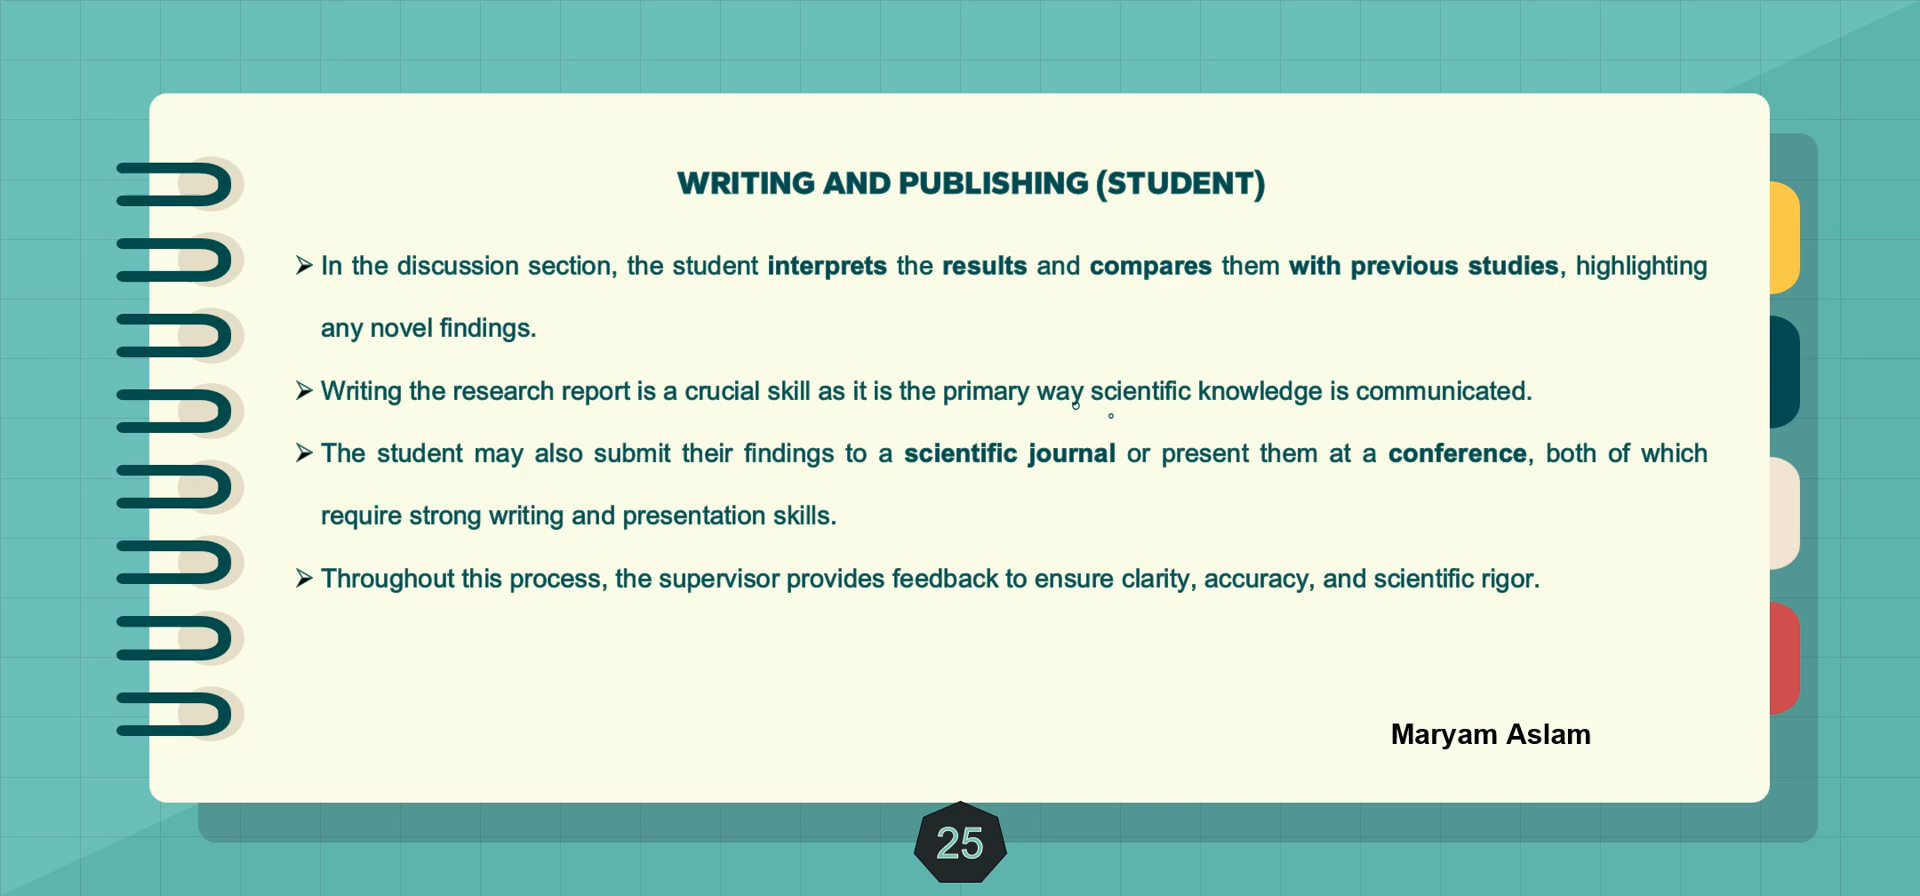 WRITING AND PUBLISHING (STUDENT)
➢ In the discussion section, the student interprets the results and compares them with previous studies, highlighting
any novel findings.
➢ Writing the research report is a crucial skill as it is the primary way scientific knowledge is communicated.
➢ The student may also submit their findings to a scientific journal or present them at a conference, both of which
require strong writing and presentation skills.
➢ Throughout this process, the supervisor provides feedback to ensure clarity, accuracy, and scientific rigor.
Maryam Aslam
25